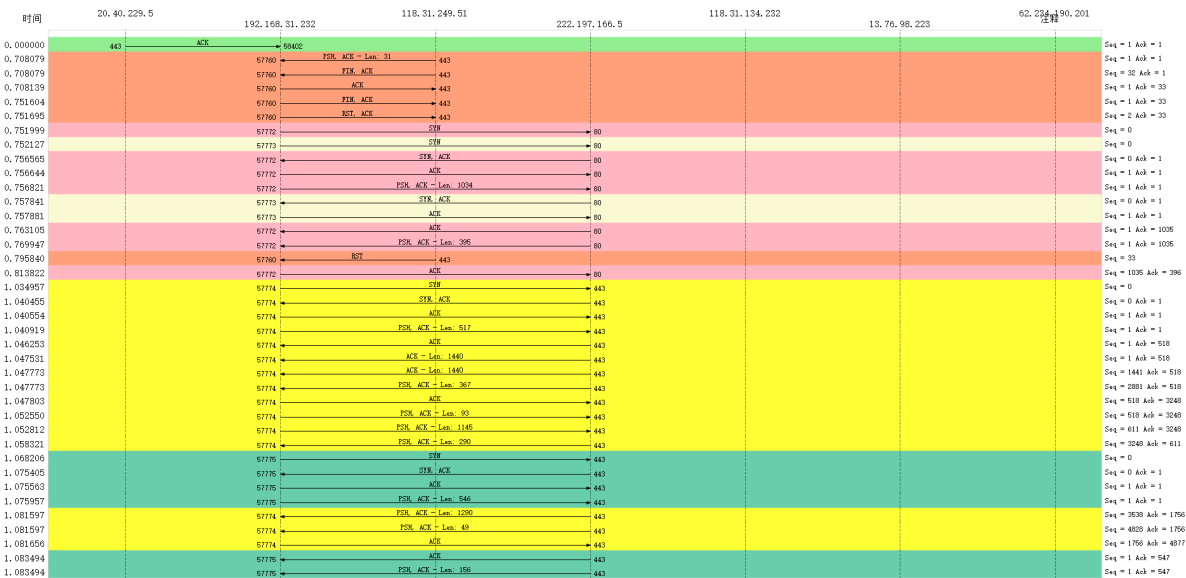 时间 20.40.229.5 192.168.31.232 118.31.249.51 222.197.166.5 118.31.134.232 13.76.98.223 62.234.190.201 注释
0.000000 443 ACK 58402 Seq = 1 Ack = 1
0.708079 57760 PSH, ACK - Len: 31 443 Seq = 1 Ack = 1
0.708079 57760 FIN, ACK 443 Seq = 32 Ack = 1
0.708139 57760 ACK 443 Seq = 1 Ack = 33
0.751604 57760 FIN, ACK 443 Seq = 1 Ack = 33
0.751695 57760 RST, ACK 443 Seq = 2 Ack = 33
0.751999 57772 SYN 80 Seq = 0
0.752127 57773 SYN 80 Seq = 0
0.756565 57772 SYN, ACK 80 Seq = 0 Ack = 1
0.756644 57772 ACK 80 Seq = 1 Ack = 1
0.756821 57772 PSH, ACK - Len: 1034 80 Seq = 1 Ack = 1
0.757841 57773 SYN, ACK 80 Seq = 0 Ack = 1
0.757881 57773 ACK 80 Seq = 1 Ack = 1
0.763105 57772 ACK 80 Seq = 1 Ack = 1035
0.769947 57772 PSH, ACK - Len: 395 80 Seq = 1 Ack = 1035
0.795840 57760 RST 443 Seq = 33
0.813822 57772 ACK 80 Seq = 1035 Ack = 396
1.034957 57774 SYN 443 Seq = 0
1.040455 57774 SYN, ACK 443 Seq = 0 Ack = 1
1.040554 57774 ACK 443 Seq = 1 Ack = 1
1.040919 57774 PSH, ACK - Len: 517 443 Seq = 1 Ack = 1
1.046253 57774 ACK 443 Seq = 1 Ack = 518
1.047531 57774 ACK - Len: 1440 443 Seq = 1 Ack = 518
1.047773 57774 ACK - Len: 1440 443 Seq = 1441 Ack = 518
1.047773 57774 PSH, ACK - Len: 367 443 Seq = 2881 Ack = 518
1.047803 57774 ACK 443 Seq = 518 Ack = 3248
1.052550 57774 PSH, ACK - Len: 93 443 Seq = 518 Ack = 3248
1.052812 57774 PSH, ACK - Len: 1145 443 Seq = 611 Ack = 3248
1.058321 57774 PSH, ACK - Len: 290 443 Seq = 3248 Ack = 611
1.068206 57775 SYN 443 Seq = 0
1.075405 57775 SYN, ACK 443 Seq = 0 Ack = 1
1.075563 57775 ACK 443 Seq = 1 Ack = 1
1.075957 57775 PSH, ACK - Len: 546 443 Seq = 1 Ack = 1
1.081597 57774 PSH, ACK - Len: 1290 443 Seq = 3538 Ack = 1756
1.081597 57774 PSH, ACK - Len: 49 443 Seq = 4828 Ack = 1756
1.081656 57774 ACK 443 Seq = 1756 Ack = 4877
1.083494 57775 ACK 443 Seq = 1 Ack = 547
1.083494 57775 PSH, ACK - Len: 156 443 Seq = 1 Ack = 547